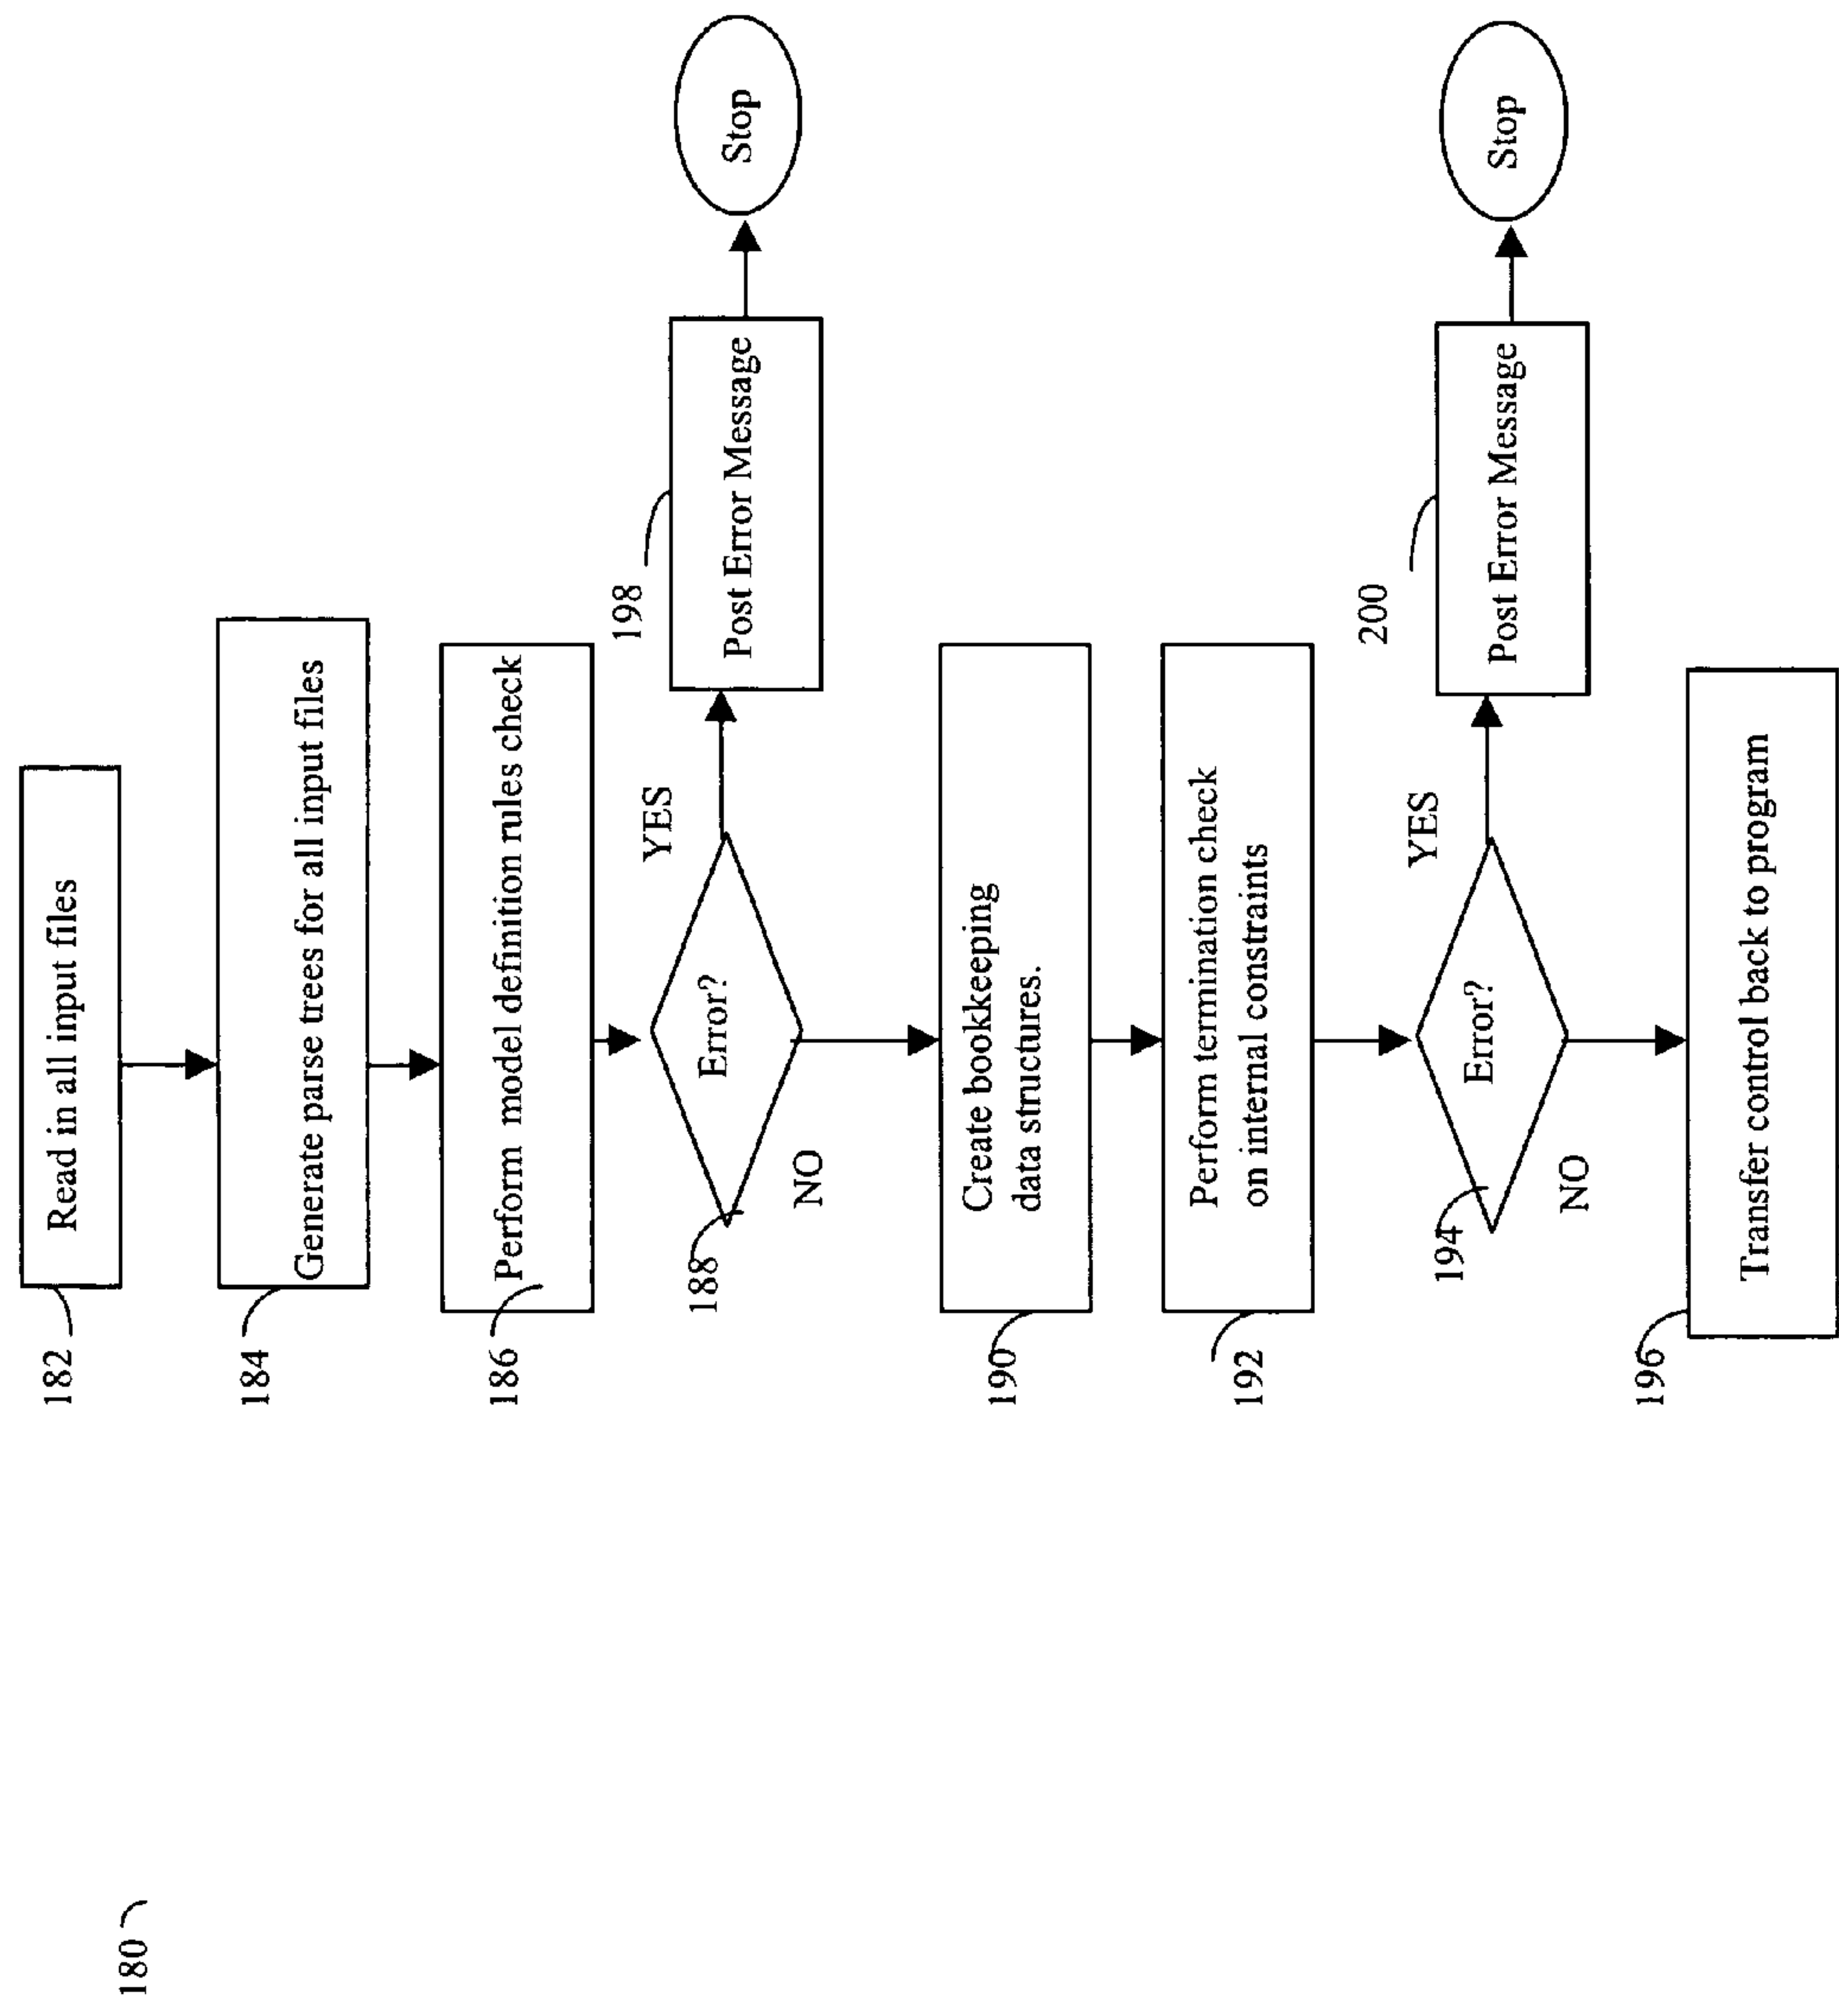 180
182
Read in all input files
184
Generate parse trees for all input files
186
Perform model definition rules check
188
Error?
YES
NO
198
Post Error Message
Stop
190
Create bookkeeping
data structures.
192
Perform termination check
on internal constraints
194
Error?
YES
NO
200
Post Error Message
Stop
196
Transfer control back to program